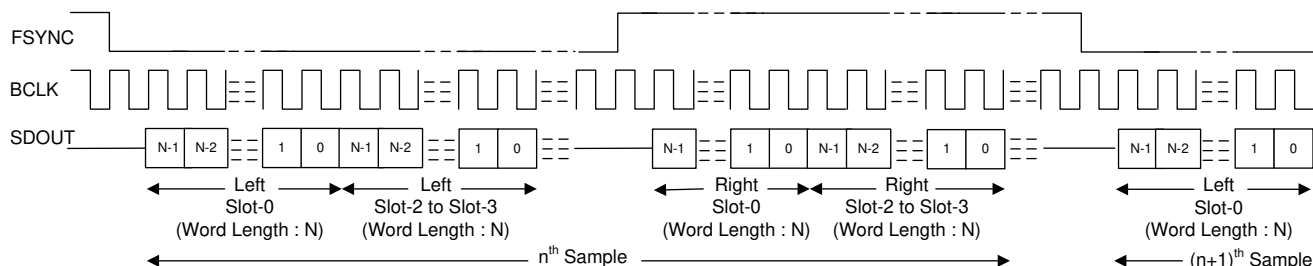 FSYNC
BCLK
SDOUT
N-1 N-2 1 0 N-1 N-2 1 0 N-1 1 0 N-1 N-2 1 0 N-1 N-2 1 0
Left Left Right Right Left
Slot-0 Slot-2 to Slot-3 Slot-0 Slot-2 to Slot-3 Slot-0
(Word Length : N) (Word Length : N) (Word Length : N) (Word Length : N) (Word Length : N)
nth Sample (n+1)th Sample